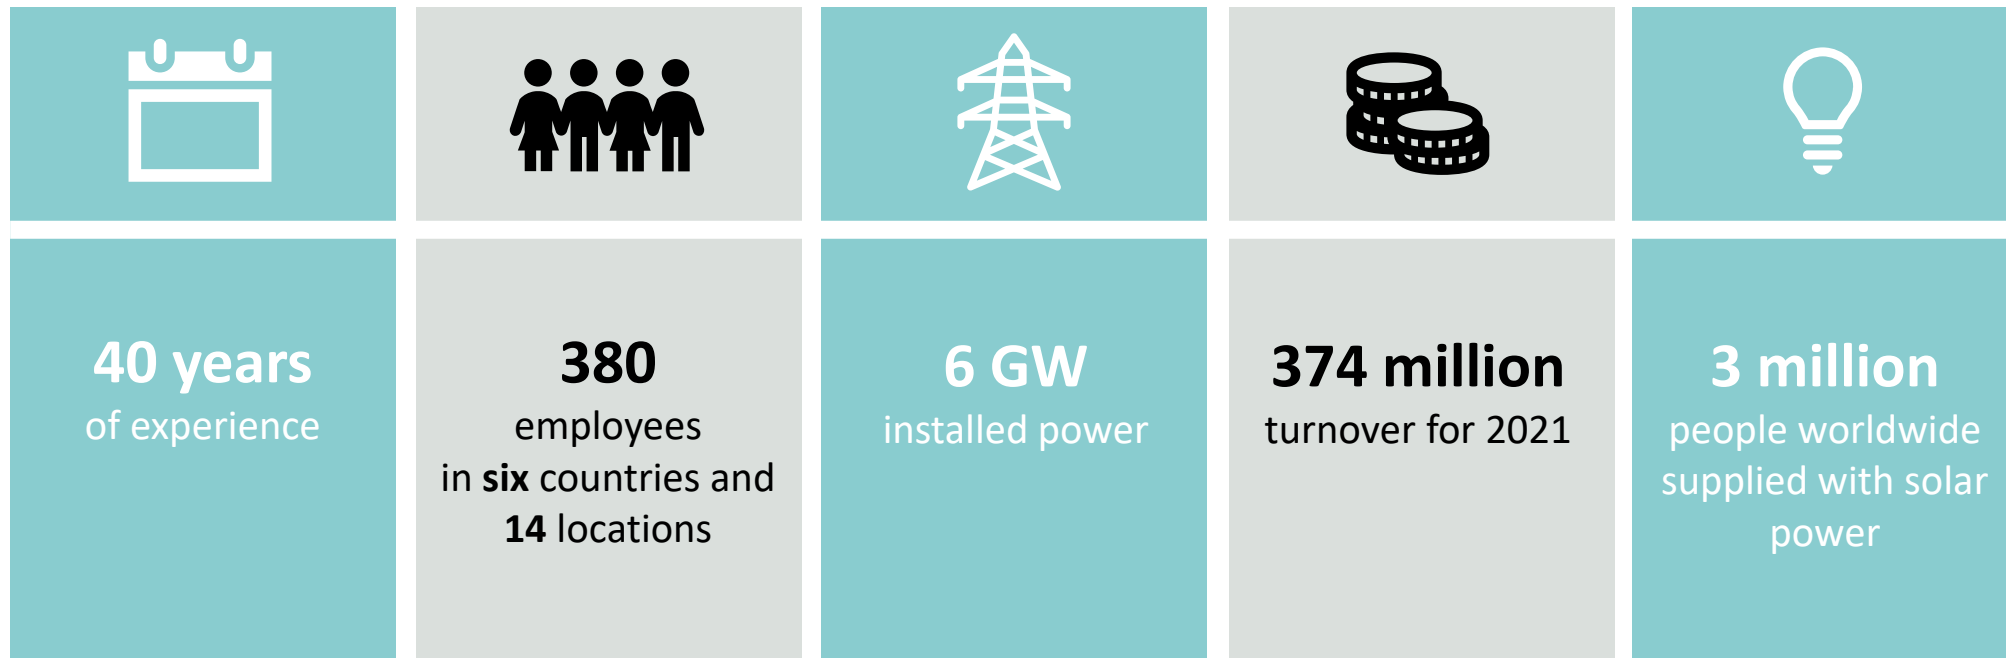 40 years
of experience
380
employees
in six countries and
14 locations
6 GW
installed power
374 million
turnover for 2021
3 million
people worldwide
supplied with solar
power